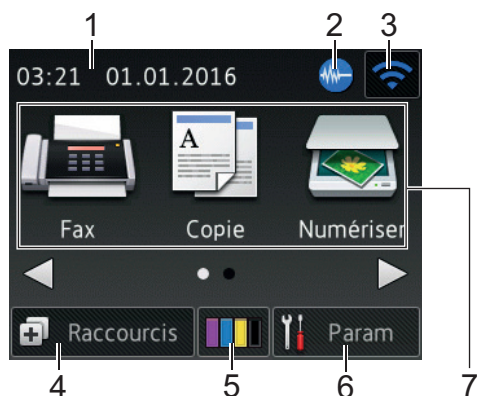 1 2 3
03:21 01.01.2016
A
Fax Copie Numériser
Raccourcis Param
4 5 6 7